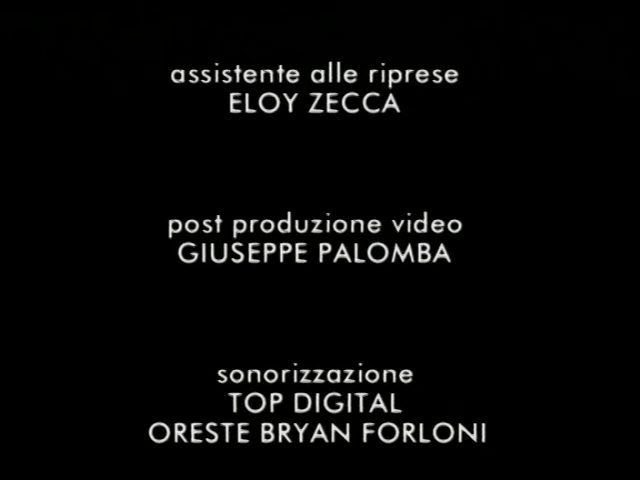 assistente alle riprese
ELOY ZECCA
post produzione video
GIUSEPPE PALOMBA
sonorizzazione
TOP DIGITAL
ORESTE BRYAN FORLONI